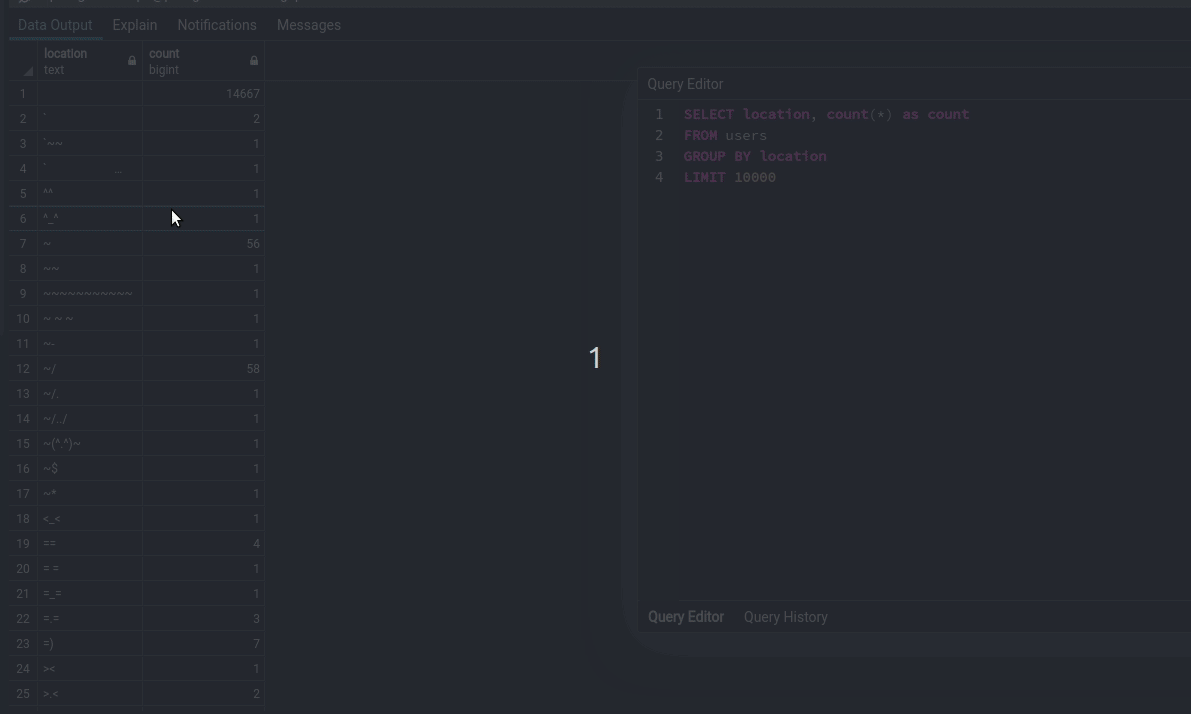 Data Output Explain Notifications Messages
location count
text bigint
1 14667
2 ` 2
3 `~~ 1
4 ` ... 1
5 ^^ 1
6 ^_^ 1
7 ~ 56
8 ~~ 1
9 ~~~~~~~~~~~ 1
10 ~ ~ ~ 1
11 ~- 1
12 ~/ 58
13 ~/. 1
14 ~/../ 1
15 ~(^.^)~ 1
16 ~$ 1
17 ~* 1
18 <_< 1
19 == 4
20 = = 1
21 =_= 1
22 =.= 3
23 =) 7
24 >< 1
25 >.< 2
1
Query Editor
1 SELECT location, count(*) as count
2 FROM users
3 GROUP BY location
4 LIMIT 10000
Query Editor Query History